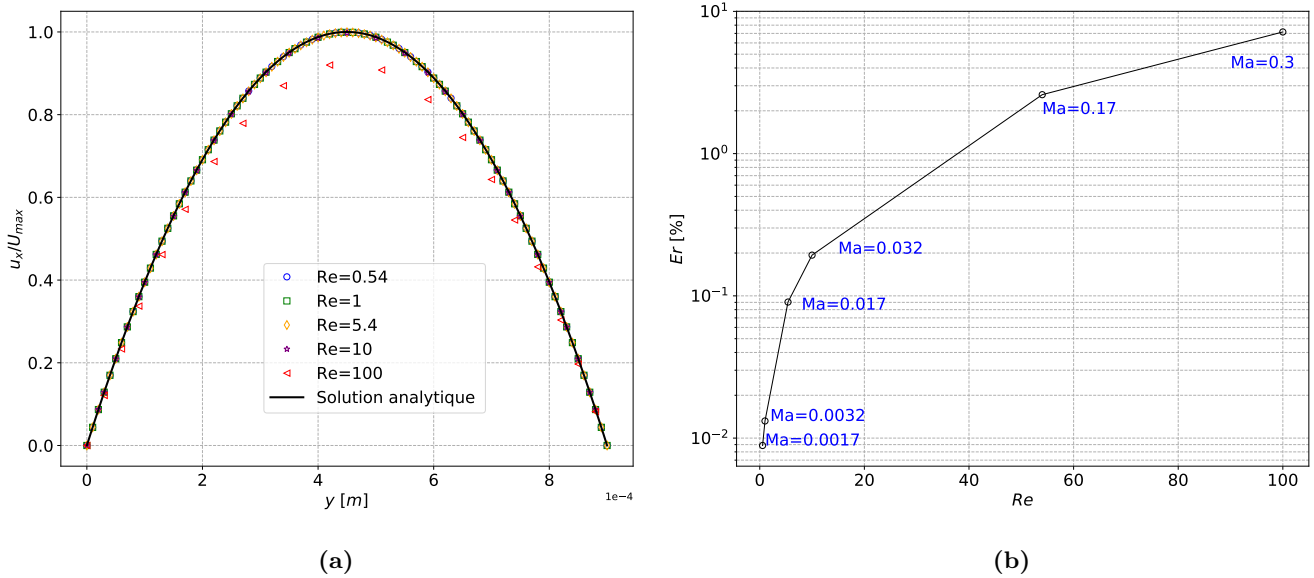 1.0
0.8
0.6
0.4
0.2
0.0
u_x/U_{max}
Re=0.54
Re=1
Re=5.4
Re=10
Re=100
Solution analytique
0 2 4 6 8
1e−4
y [m]
(a)
10^1
10^0
10^{−1}
10^{−2}
Er [%]
Ma=0.3
Ma=0.17
Ma=0.032
Ma=0.017
Ma=0.0032
Ma=0.0017
0 20 40 60 80 100
Re
(b)